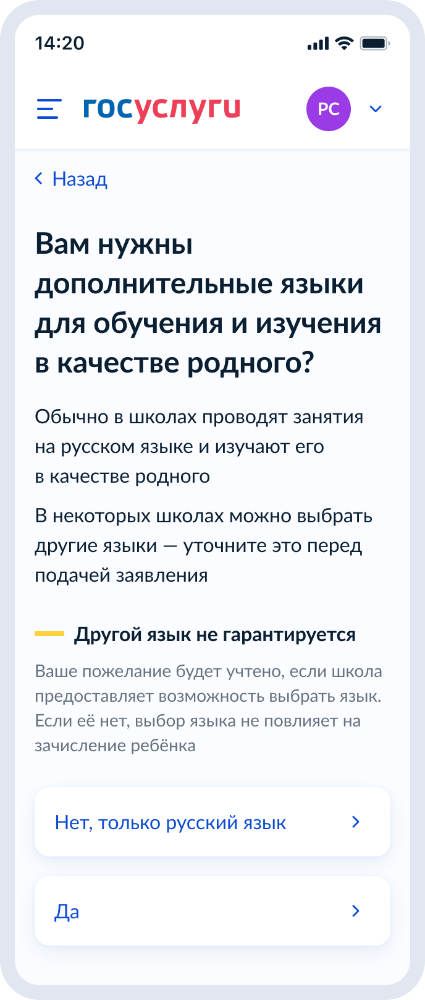 14:20
госуслуги
РС
Назад
Вам нужны
дополнительные языки
для обучения и изучения
в качестве родного?
Обычно в школах проводят занятия
на русском языке и изучают его
в качестве родного
В некоторых школах можно выбрать
другие языки — уточните это перед
подачей заявления
Другой язык не гарантируется
Ваше пожелание будет учтено, если школа
предоставляет возможность выбрать язык.
Если её нет, выбор языка не повлияет на
зачисление ребёнка
Нет, только русский язык
Да